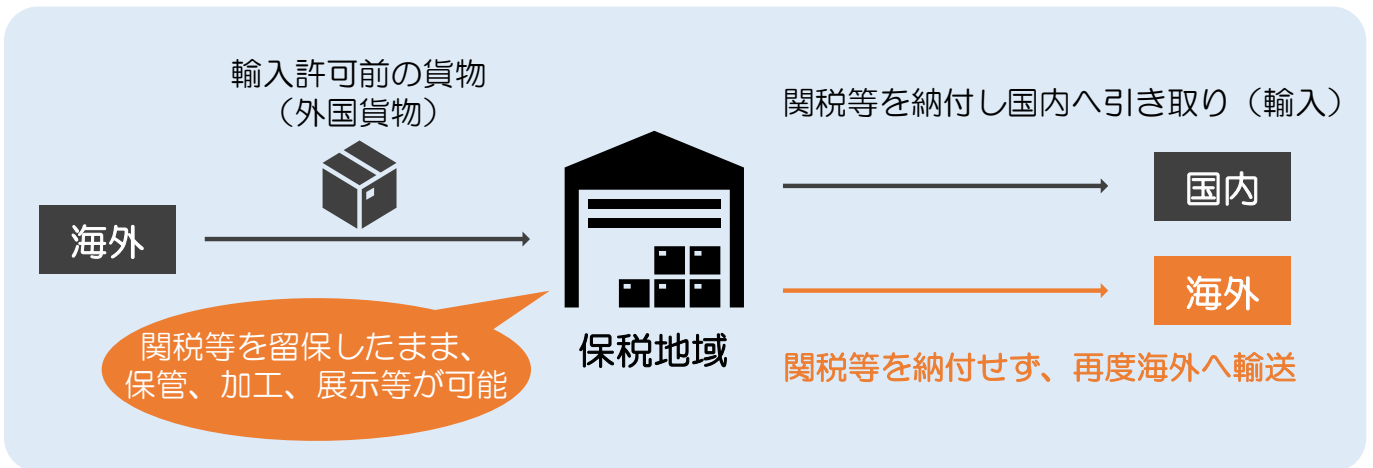 輸入許可前の貨物
（外国貨物）
海外
関税等を留保したまま、
保管、加工、展示等が可能
保税地域
関税等を納付し国内へ引き取り（輸入）
国内
海外
関税等を納付せず、再度海外へ輸送